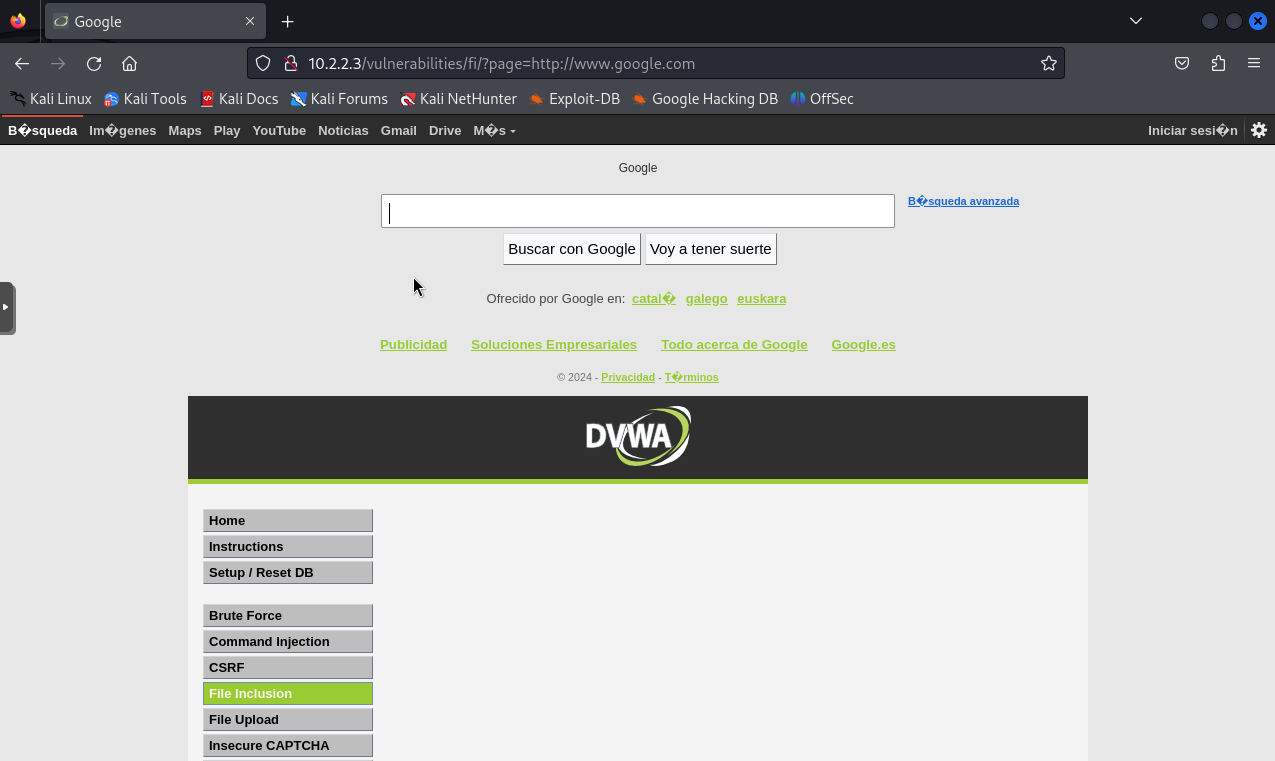 Google
10.2.2.3/vulnerabilities/fi/?page=http://www.google.com
Kali Linux Kali Tools Kali Docs Kali Forums Kali NetHunter Exploit-DB Google Hacking DB OffSec
B�squeda Im�genes Maps Play YouTube Noticias Gmail Drive M�s Iniciar sesi�n
Google
B�squeda avanzada
Buscar con Google Voy a tener suerte
Ofrecido por Google en: catal� galego euskara
Publicidad Soluciones Empresariales Todo acerca de Google Google.es
© 2024 - Privacidad - T�rminos
DVWA
Home
Instructions
Setup / Reset DB
Brute Force
Command Injection
CSRF
File Inclusion
File Upload
Insecure CAPTCHA